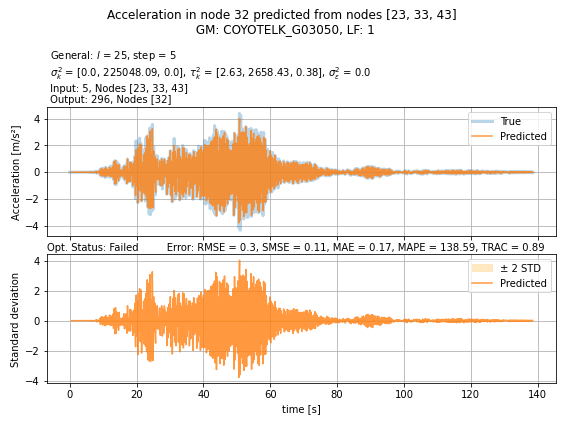 Acceleration in node 32 predicted from nodes [23, 33, 43]
GM: COYOTELK_G03050, LF: 1
General: l = 25, step = 5
σ²ₖ = [0.0, 225048.09, 0.0], τ²ₖ = [2.63, 2658.43, 0.38], σ²ε = 0.0
Input: 5, Nodes [23, 33, 43]
Output: 296, Nodes [32]
Acceleration [m/s²]
4
2
0
−2
−4
True
Predicted
Opt. Status: Failed
Error: RMSE = 0.3, SMSE = 0.11, MAE = 0.17, MAPE = 138.59, TRAC = 0.89
Standard deviation
4
2
0
−2
−4
± 2 STD
Predicted
0 20 40 60 80 100 120 140
time [s]